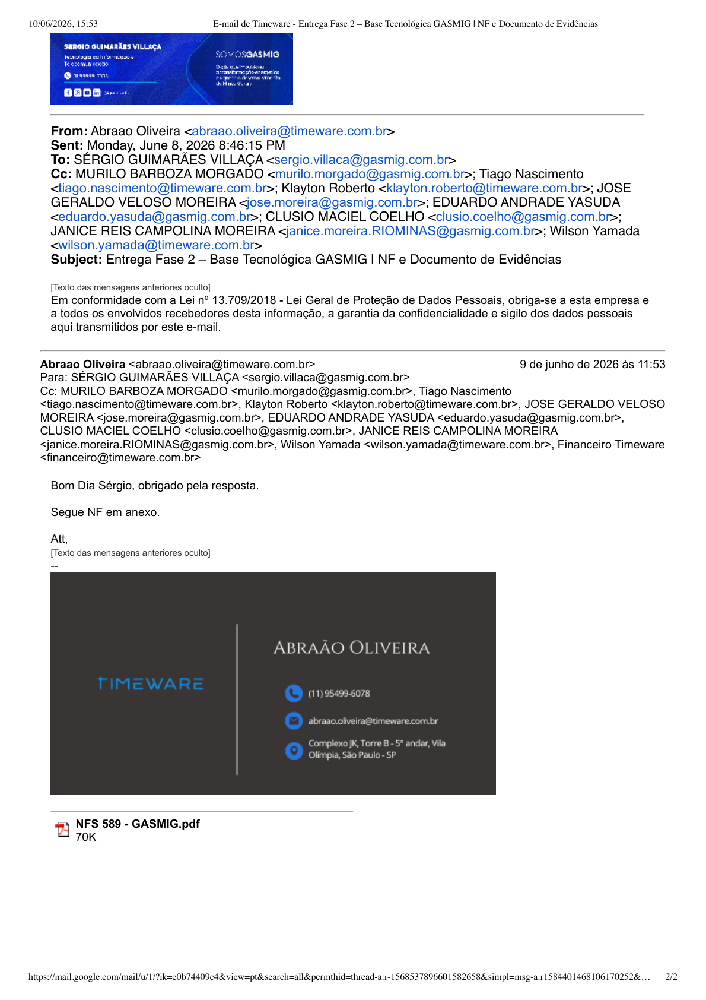 10/06/2026, 15:53
E-mail de Timeware - Entrega Fase 2 – Base Tecnológica GASMIG | NF e Documento de Evidências
SERGIO GUIMARÃES VILLAÇA
Tecnologia da Informação e
Telecomunicação
SOMOSGASMIG
O gás que impulsiona
a transformação energética
e aquece o desenvolvimento
de Minas Gerais
From: Abraao Oliveira <abraao.oliveira@timeware.com.br>
Sent: Monday, June 8, 2026 8:46:15 PM
To: SÉRGIO GUIMARÃES VILLAÇA <sergio.villaca@gasmig.com.br>
Cc: MURILO BARBOZA MORGADO <murilo.morgado@gasmig.com.br>; Tiago Nascimento
<tiago.nascimento@timeware.com.br>; Klayton Roberto <klayton.roberto@timeware.com.br>; JOSE
GERALDO VELOSO MOREIRA <jose.moreira@gasmig.com.br>; EDUARDO ANDRADE YASUDA
<eduardo.yasuda@gasmig.com.br>; CLUSIO MACIEL COELHO <clusio.coelho@gasmig.com.br>;
JANICE REIS CAMPOLINA MOREIRA <janice.moreira.RIOMINAS@gasmig.com.br>; Wilson Yamada
<wilson.yamada@timeware.com.br>
Subject: Entrega Fase 2 – Base Tecnológica GASMIG | NF e Documento de Evidências
[Texto das mensagens anteriores oculto]
Em conformidade com a Lei nº 13.709/2018 - Lei Geral de Proteção de Dados Pessoais, obriga-se a esta empresa e
a todos os envolvidos recebedores desta informação, a garantia da confidencialidade e sigilo dos dados pessoais
aqui transmitidos por este e-mail.
Abraao Oliveira <abraao.oliveira@timeware.com.br>
9 de junho de 2026 às 11:53
Para: SÉRGIO GUIMARÃES VILLAÇA <sergio.villaca@gasmig.com.br>
Cc: MURILO BARBOZA MORGADO <murilo.morgado@gasmig.com.br>, Tiago Nascimento
<tiago.nascimento@timeware.com.br>, Klayton Roberto <klayton.roberto@timeware.com.br>, JOSE GERALDO VELOSO
MOREIRA <jose.moreira@gasmig.com.br>, EDUARDO ANDRADE YASUDA <eduardo.yasuda@gasmig.com.br>,
CLUSIO MACIEL COELHO <clusio.coelho@gasmig.com.br>, JANICE REIS CAMPOLINA MOREIRA
<janice.moreira.RIOMINAS@gasmig.com.br>, Wilson Yamada <wilson.yamada@timeware.com.br>, Financeiro Timeware
<financeiro@timeware.com.br>
Bom Dia Sérgio, obrigado pela resposta.
Segue NF em anexo.
Att,
[Texto das mensagens anteriores oculto]
--
TIMEWARE
ABRAÃO OLIVEIRA
(11) 95499-6078
abraao.oliveira@timeware.com.br
Complexo JK, Torre B - 5º andar, Vila
Olímpia, São Paulo - SP
NFS 589 - GASMIG.pdf
70K
https://mail.google.com/mail/u/1/?ik=e0b74409c4&view=pt&search=all&permthid=thread-a:r-1568537896601582658&simpl=msg-a:r1584401468106170252&…
2/2